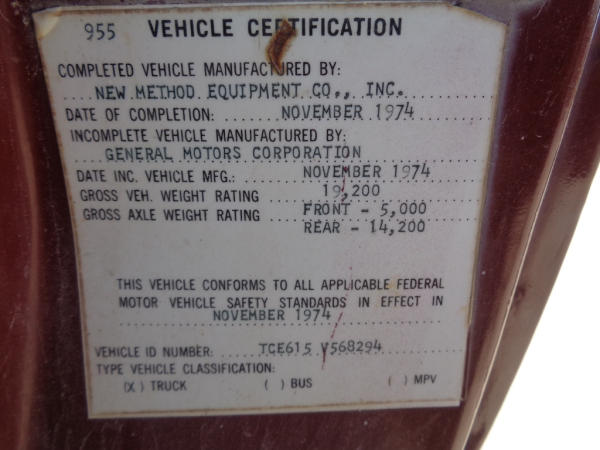 955 VEHICLE CERTIFICATION
COMPLETED VEHICLE MANUFACTURED BY:
NEW METHOD EQUIPMENT CO., INC.
DATE OF COMPLETION: NOVEMBER 1974
INCOMPLETE VEHICLE MANUFACTURED BY:
GENERAL MOTORS CORPORATION
DATE INC. VEHICLE MFG.: NOVEMBER 1974
GROSS VEH. WEIGHT RATING 19,200
GROSS AXLE WEIGHT RATING FRONT - 5,000
REAR - 14,200
THIS VEHICLE CONFORMS TO ALL APPLICABLE FEDERAL
MOTOR VEHICLE SAFETY STANDARDS IN EFFECT IN
NOVEMBER 1974
VEHICLE ID NUMBER: TCE615 V568294
TYPE VEHICLE CLASSIFICATION:
(X) TRUCK ( ) BUS ( ) MPV